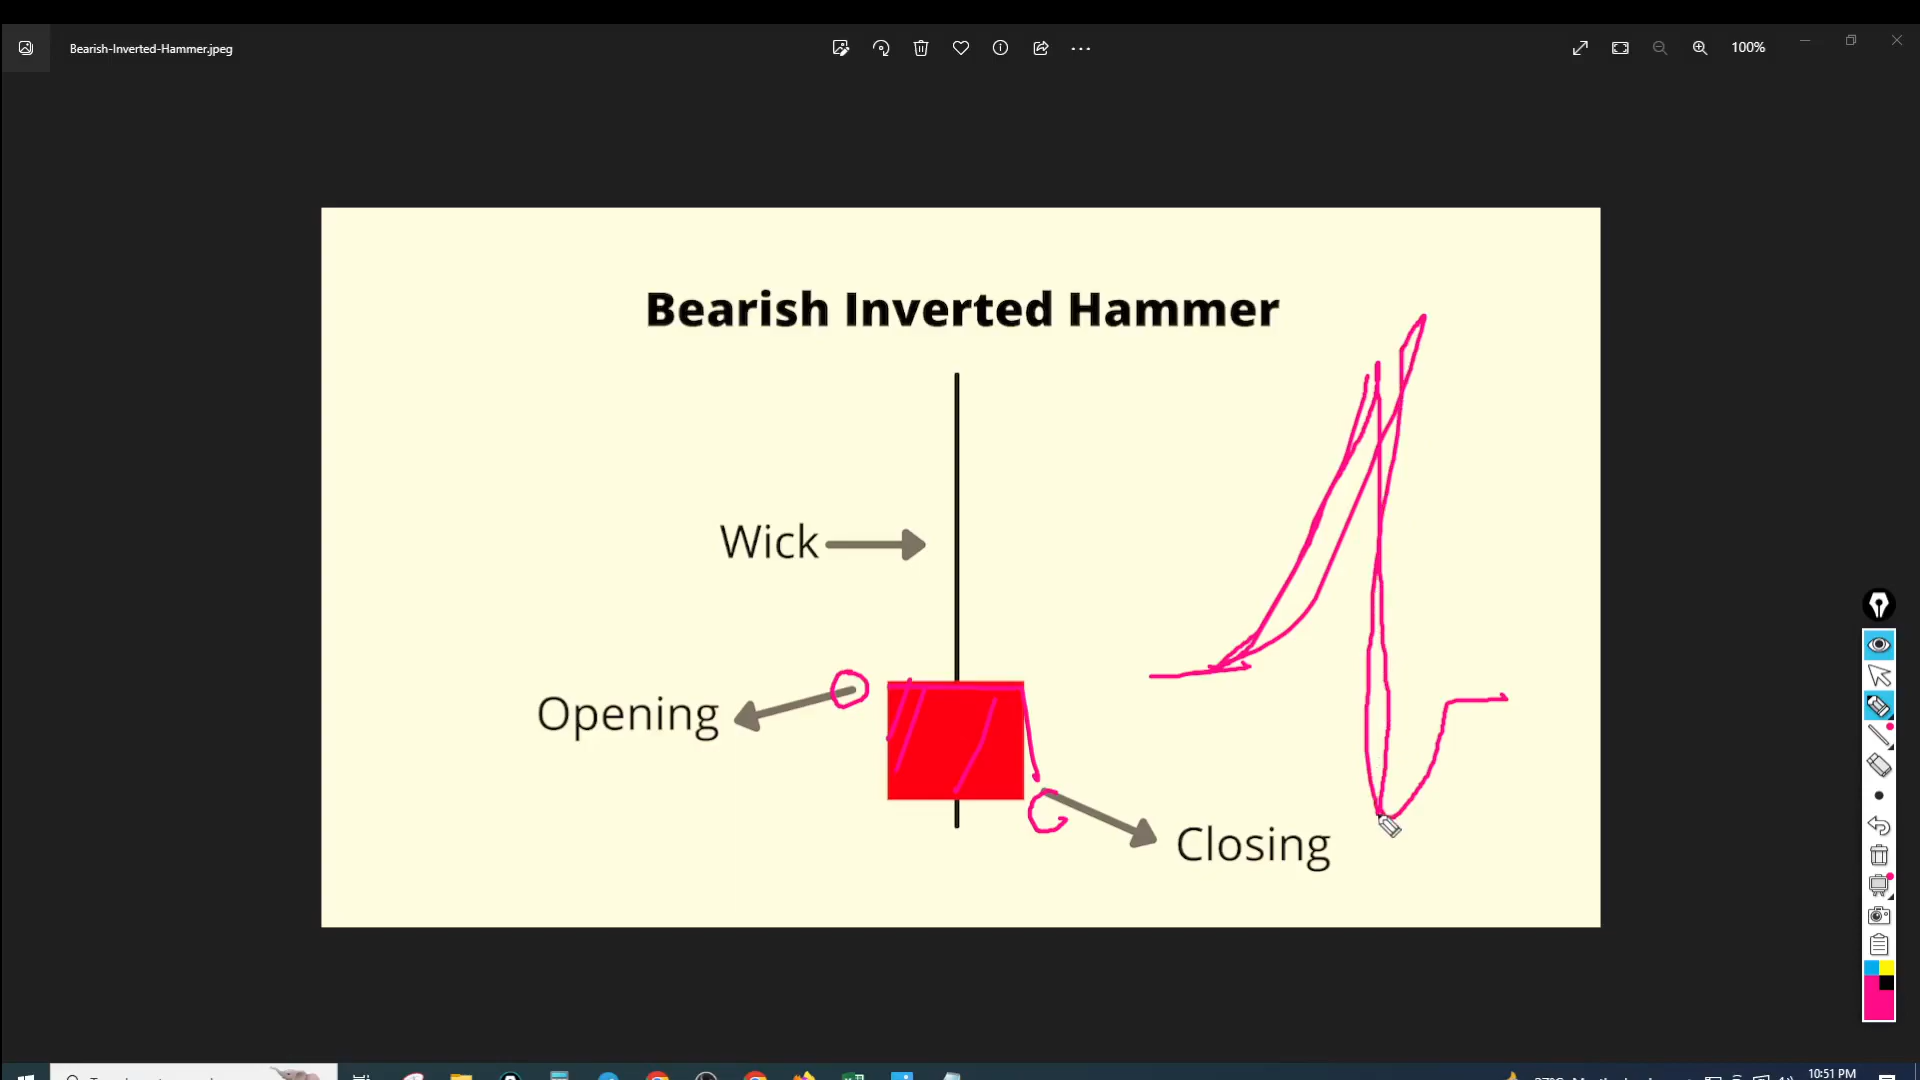 Bearish-Inverted-Hammer.jpeg
100%
Bearish Inverted Hammer
Wick
Opening
Closing
10:51 PM